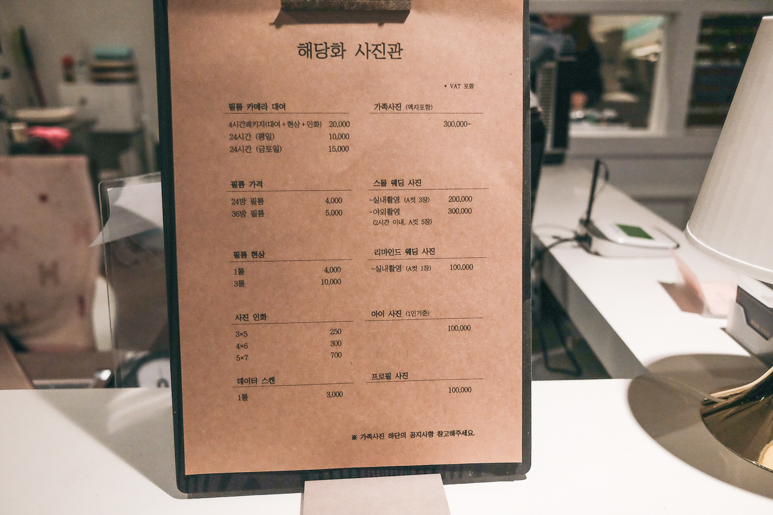 해당화 사진관
* VAT 포함
필름 카메라 대여
4시간패키지(대여+현상+인화) 20,000
24시간 (평일) 10,000
24시간 (금토일) 15,000
필름 가격
24방 필름 4,000
36방 필름 5,000
필름 현상
1롤 4,000
3롤 10,000
사진 인화
3×5 250
4×6 300
5×7 700
데이터 스켄
1롤 3,000
가족사진 (액자포함)
300,000~
스몰 웨딩 사진
-실내촬영 (A컷 3장) 200,000
-야외촬영 300,000
(2시간 이내, A컷 5장)
리마인드 웨딩 사진
-실내촬영 (A컷 1장) 100,000
아이 사진 (1인기준)
100,000
프로필 사진
100,000
※ 가족사진 하단의 공지사항 참고해주세요.